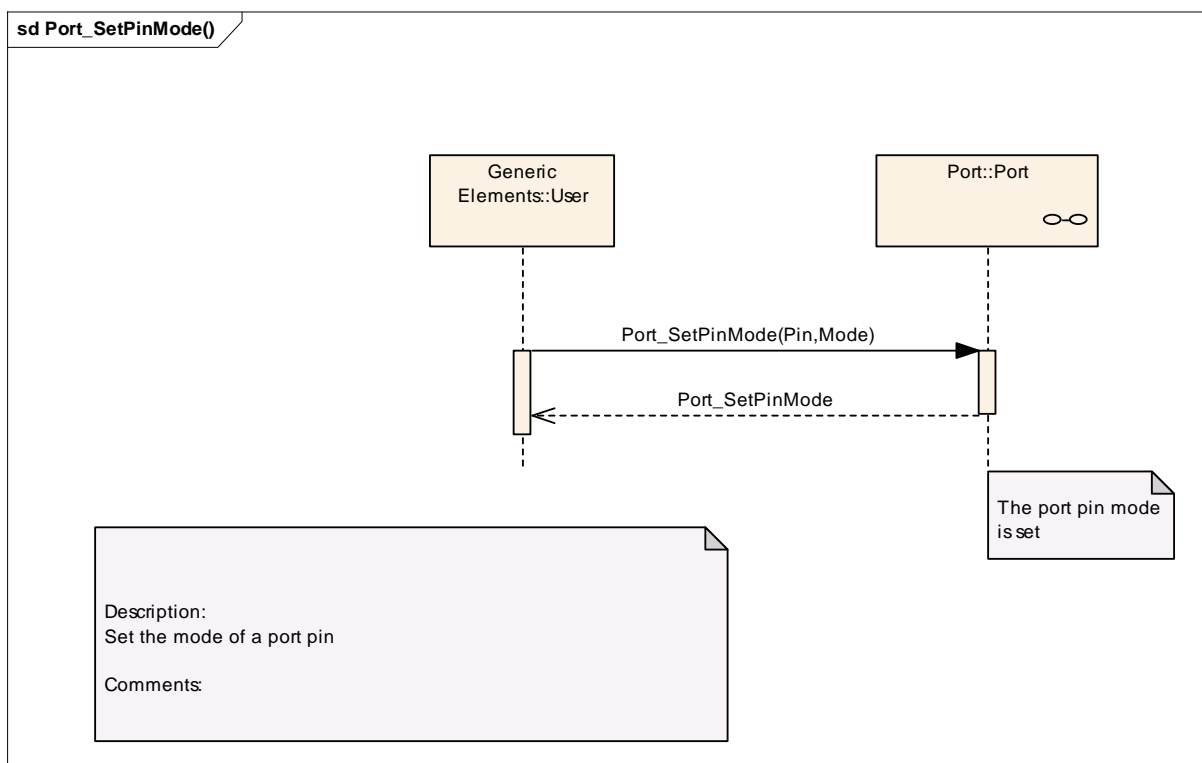 sd Port_SetPinMode()
Generic
Elements::User
Port::Port
Port_SetPinMode(Pin,Mode)
Port_SetPinMode
The port pin mode
is set
Description:
Set the mode of a port pin
Comments: